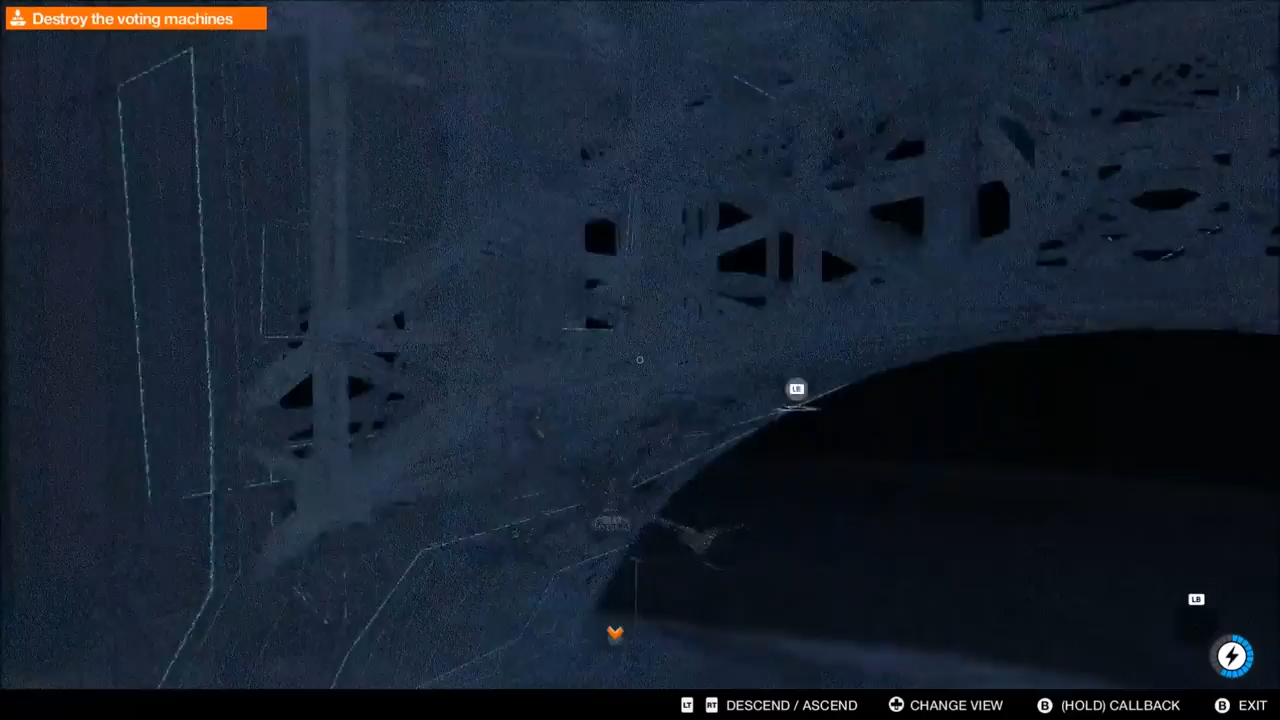 Destroy the voting machines
LB
LB
LT RT DESCEND / ASCEND CHANGE VIEW B (HOLD) CALLBACK B EXIT